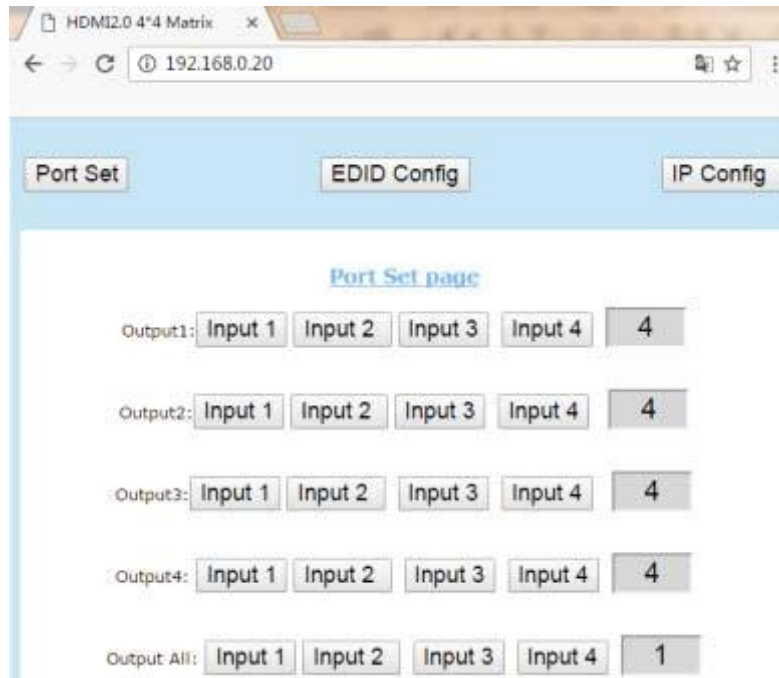 HDMI2.0 4*4 Matrix
192.168.0.20
Port Set EDID Config IP Config
Port Set page
Output1: Input 1 Input 2 Input 3 Input 4 4
Output2: Input 1 Input 2 Input 3 Input 4 4
Output3: Input 1 Input 2 Input 3 Input 4 4
Output4: Input 1 Input 2 Input 3 Input 4 4
Output All: Input 1 Input 2 Input 3 Input 4 1